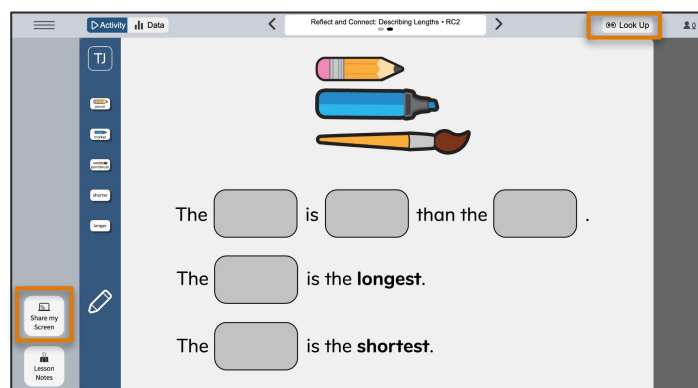 Activity
Data
Reflect and Connect: Describing Lengths • RC2
Look Up
0
TJ
pencil
marker
paintbrush
shorter
longer
The is than the .
The is the longest.
The is the shortest.
Share my
Screen
Lesson
Notes